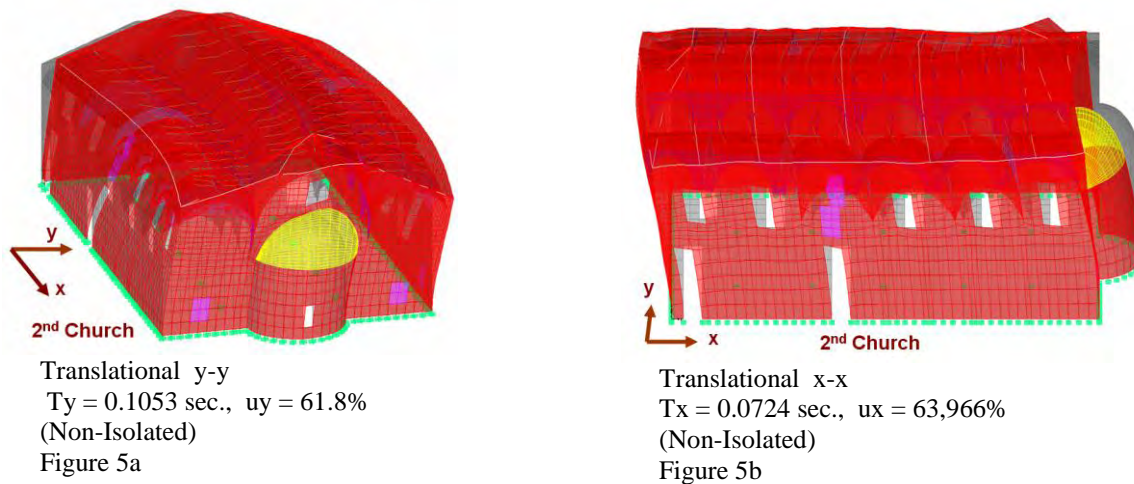 y
x
2nd Church
Translational y-y
Ty = 0.1053 sec., uy = 61.8%
(Non-Isolated)
Figure 5a
y
x
2nd Church
Translational x-x
Tx = 0.0724 sec., ux = 63,966%
(Non-Isolated)
Figure 5b